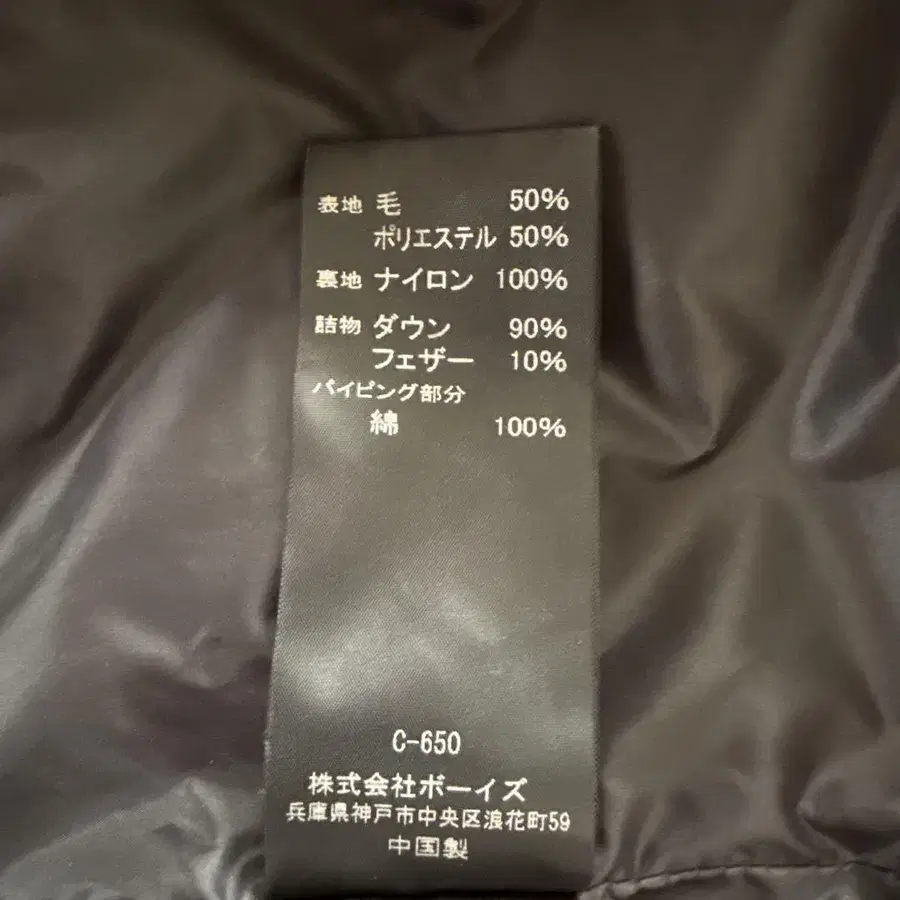 表地 毛 50%
ポリエステル 50%
裏地 ナイロン 100%
詰物 ダウン 90%
フェザー 10%
パイピング部分
綿 100%
C-650
株式会社ボーイズ
兵庫県神戸市中央区浪花町59
中国製